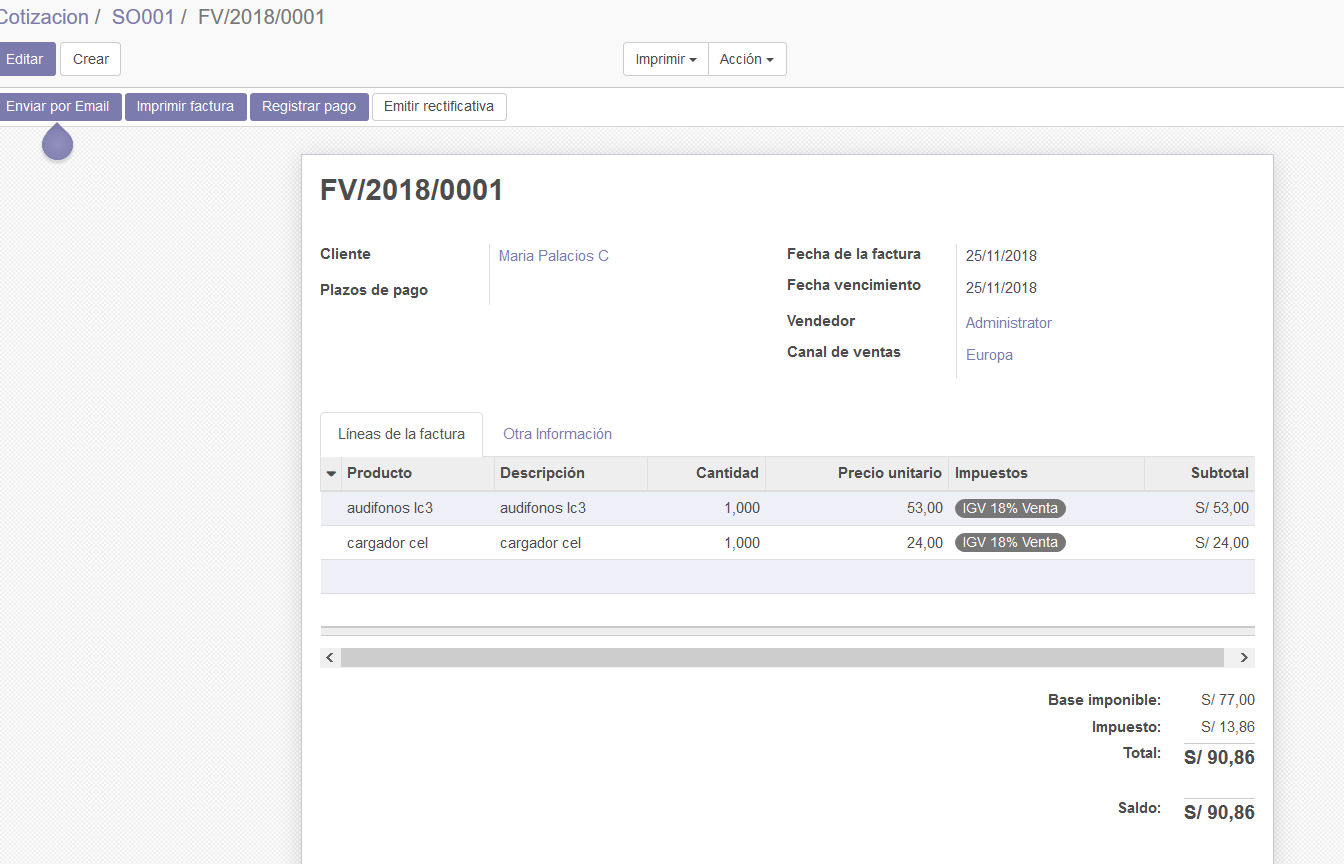 Cotizacion / SO001 / FV/2018/0001
Editar Crear Imprimir Acción
Enviar por Email Imprimir factura Registrar pago Emitir rectificativa
FV/2018/0001
Cliente Maria Palacios C
Plazos de pago
Fecha de la factura 25/11/2018
Fecha vencimiento 25/11/2018
Vendedor Administrator
Canal de ventas Europa
Líneas de la factura Otra Información
Producto Descripción Cantidad Precio unitario Impuestos Subtotal
audifonos lc3 audifonos lc3 1,000 53,00 IGV 18% Venta S/ 53,00
cargador cel cargador cel 1,000 24,00 IGV 18% Venta S/ 24,00
Base imponible: S/ 77,00
Impuesto: S/ 13,86
Total: S/ 90,86
Saldo: S/ 90,86